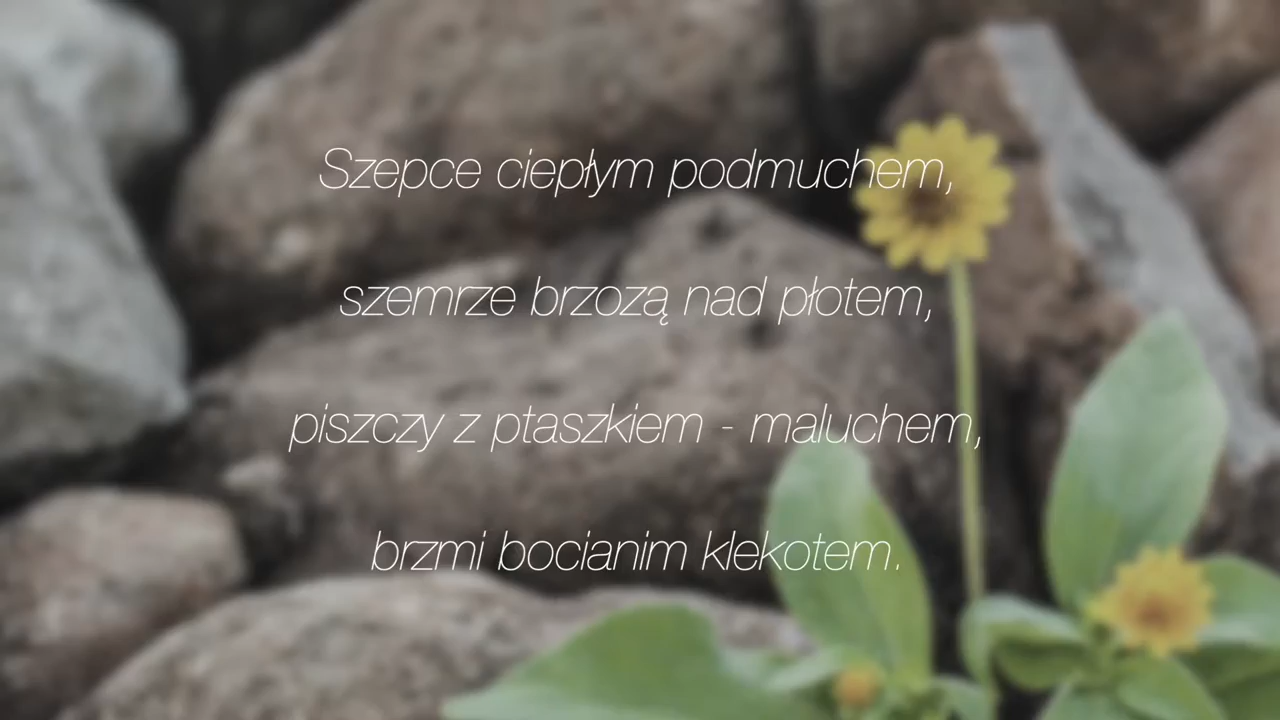 Szepce ciepłym podmuchem,
szemrze brzozą nad płotem,
piszczy z ptaszkiem - maluchem,
brzmi bocianim klekotem.